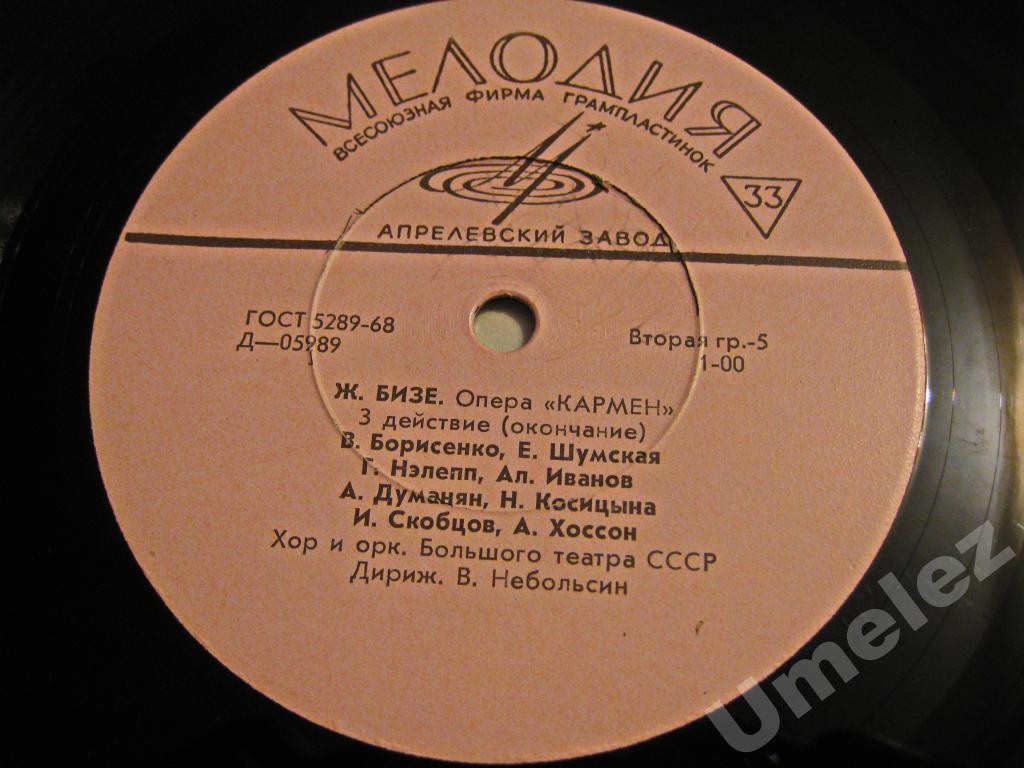 МЕЛОДИЯ
ВСЕСОЮЗНАЯ ФИРМА ГРАМПЛАСТИНОК
33
АПРЕЛЕВСКИЙ ЗАВОД
ГОСТ 5289-68
Д—05989
Вторая гр.-5
1-00
Ж. БИЗЕ. Опера «КАРМЕН»
3 действие (окончание)
В. Борисенко, Е. Шумская
Г. Нэлепп, Ал. Иванов
А. Думанян, Н. Косицына
И. Скобцов, А. Хоссон
Хор и орк. Большого театра СССР
Дириж. В. Небольсин
Umelez